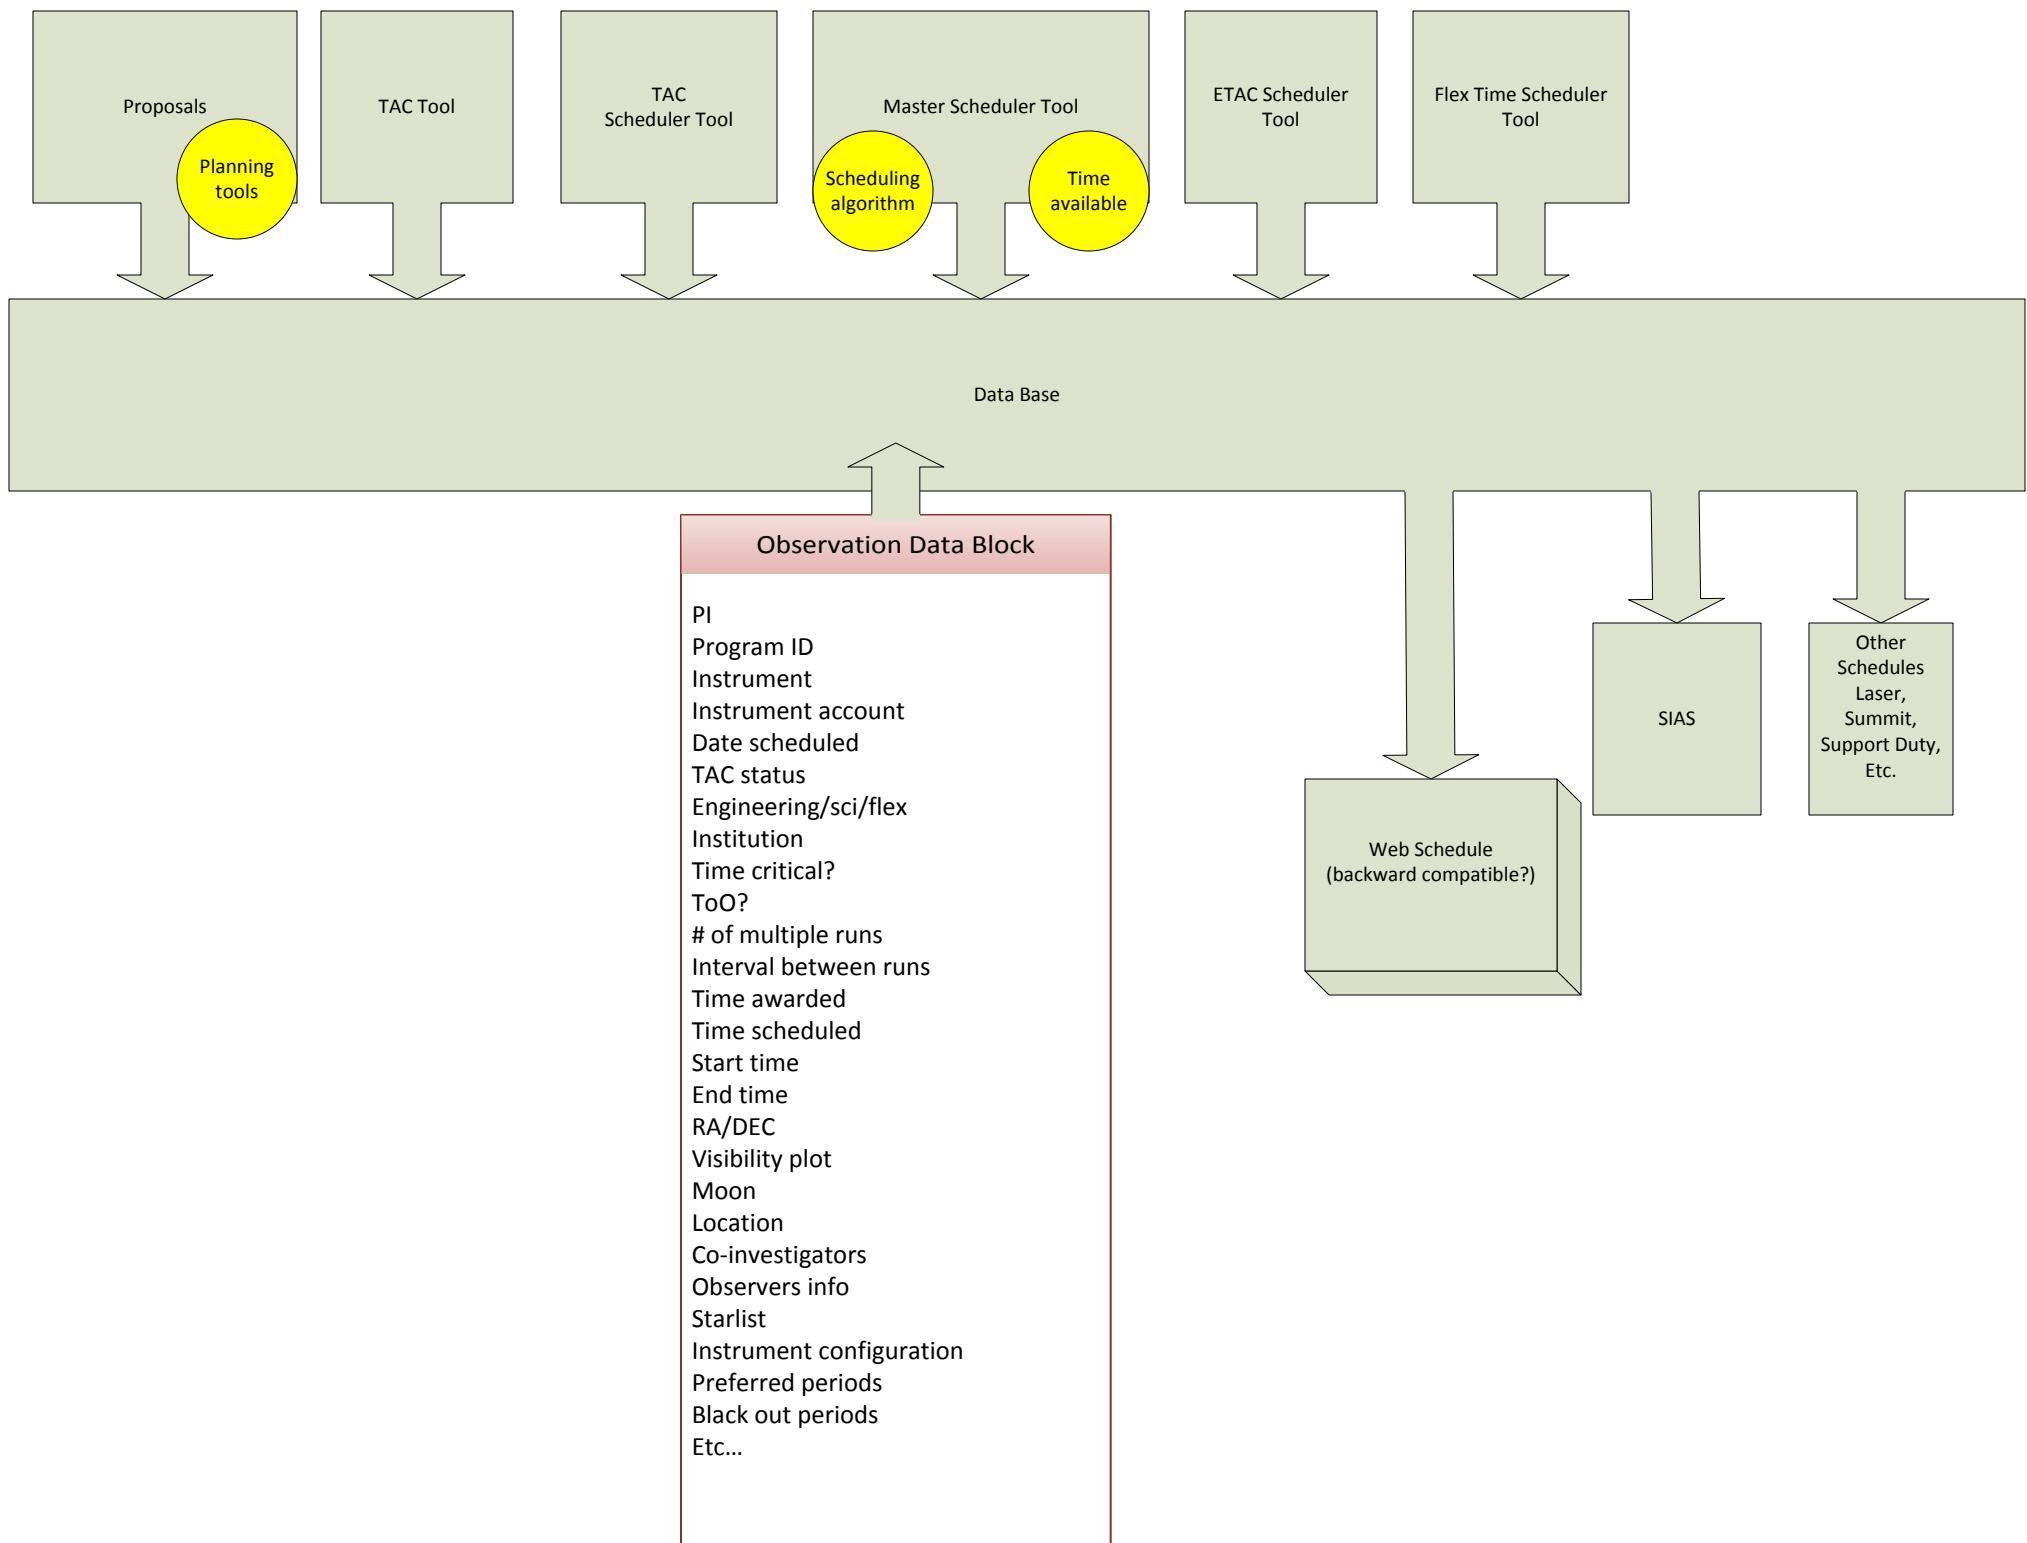 Proposals
Planning
tools
TAC Tool
TAC
Scheduler Tool
Master Scheduler Tool
Scheduling
algorithm
Time
available
ETAC Scheduler
Tool
Flex Time Scheduler
Tool
Data Base
Observation Data Block
PI
Program ID
Instrument
Instrument account
Date scheduled
TAC status
Engineering/sci/flex
Institution
Time critical?
ToO?
# of multiple runs
Interval between runs
Time awarded
Time scheduled
Start time
End time
RA/DEC
Visibility plot
Moon
Location
Co-investigators
Observers info
Starlist
Instrument configuration
Preferred periods
Black out periods
Etc...
Web Schedule
(backward compatible?)
SIAS
Other
Schedules
Laser,
Summit,
Support Duty,
Etc.